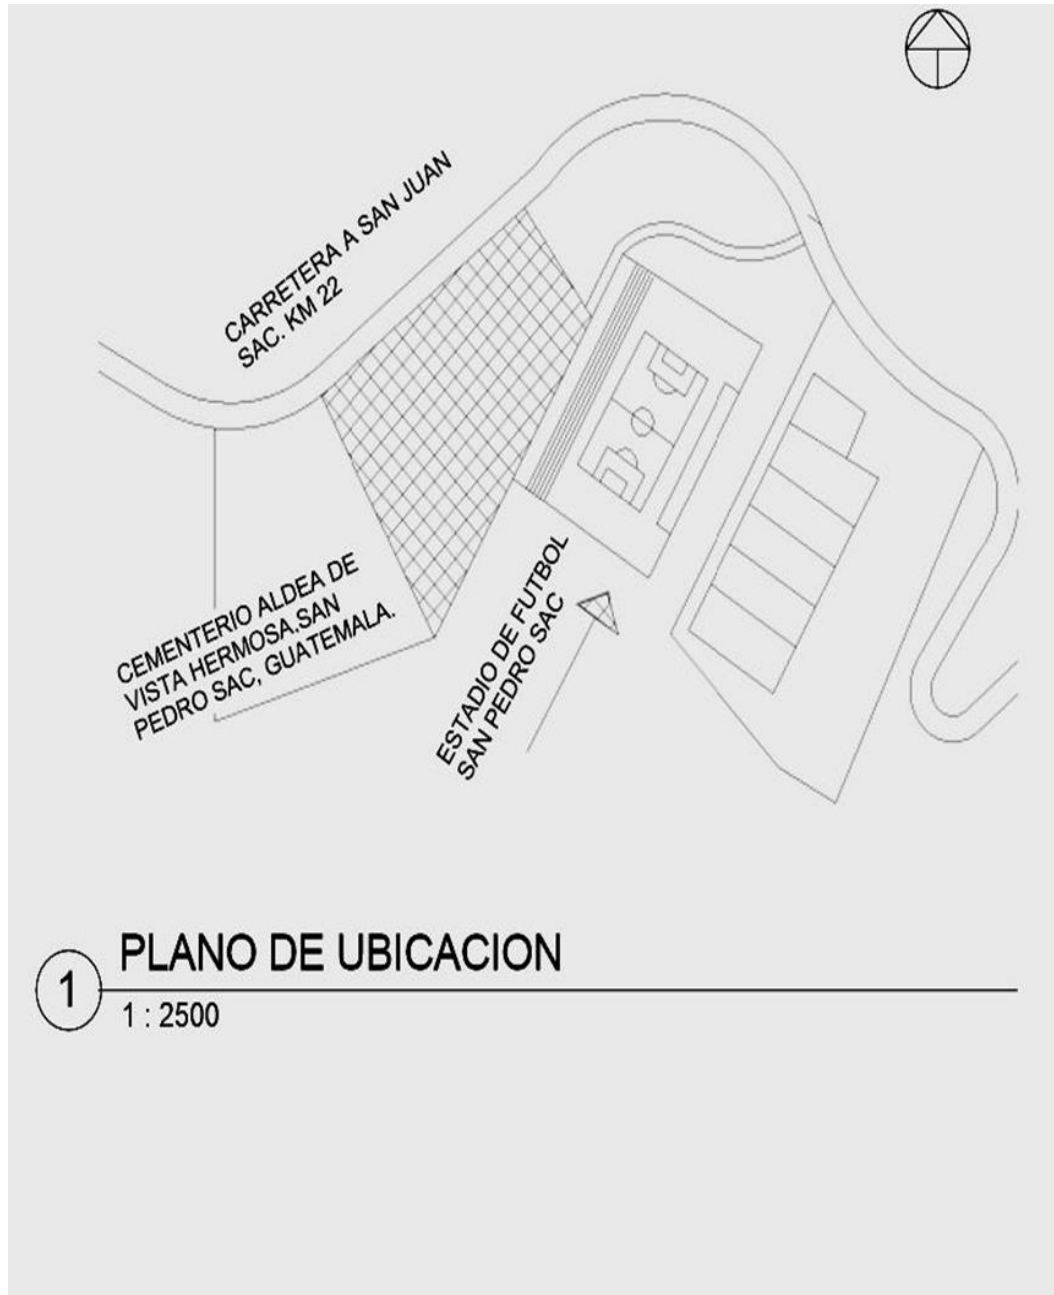 CARRETERA A SAN JUAN
SAC. KM 22
CEMENTERIO ALDEA DE
VISTA HERMOSA.SAN
PEDRO SAC, GUATEMALA.
ESTADIO DE FUTBOL
SAN PEDRO SAC
1
PLANO DE UBICACION
1 : 2500